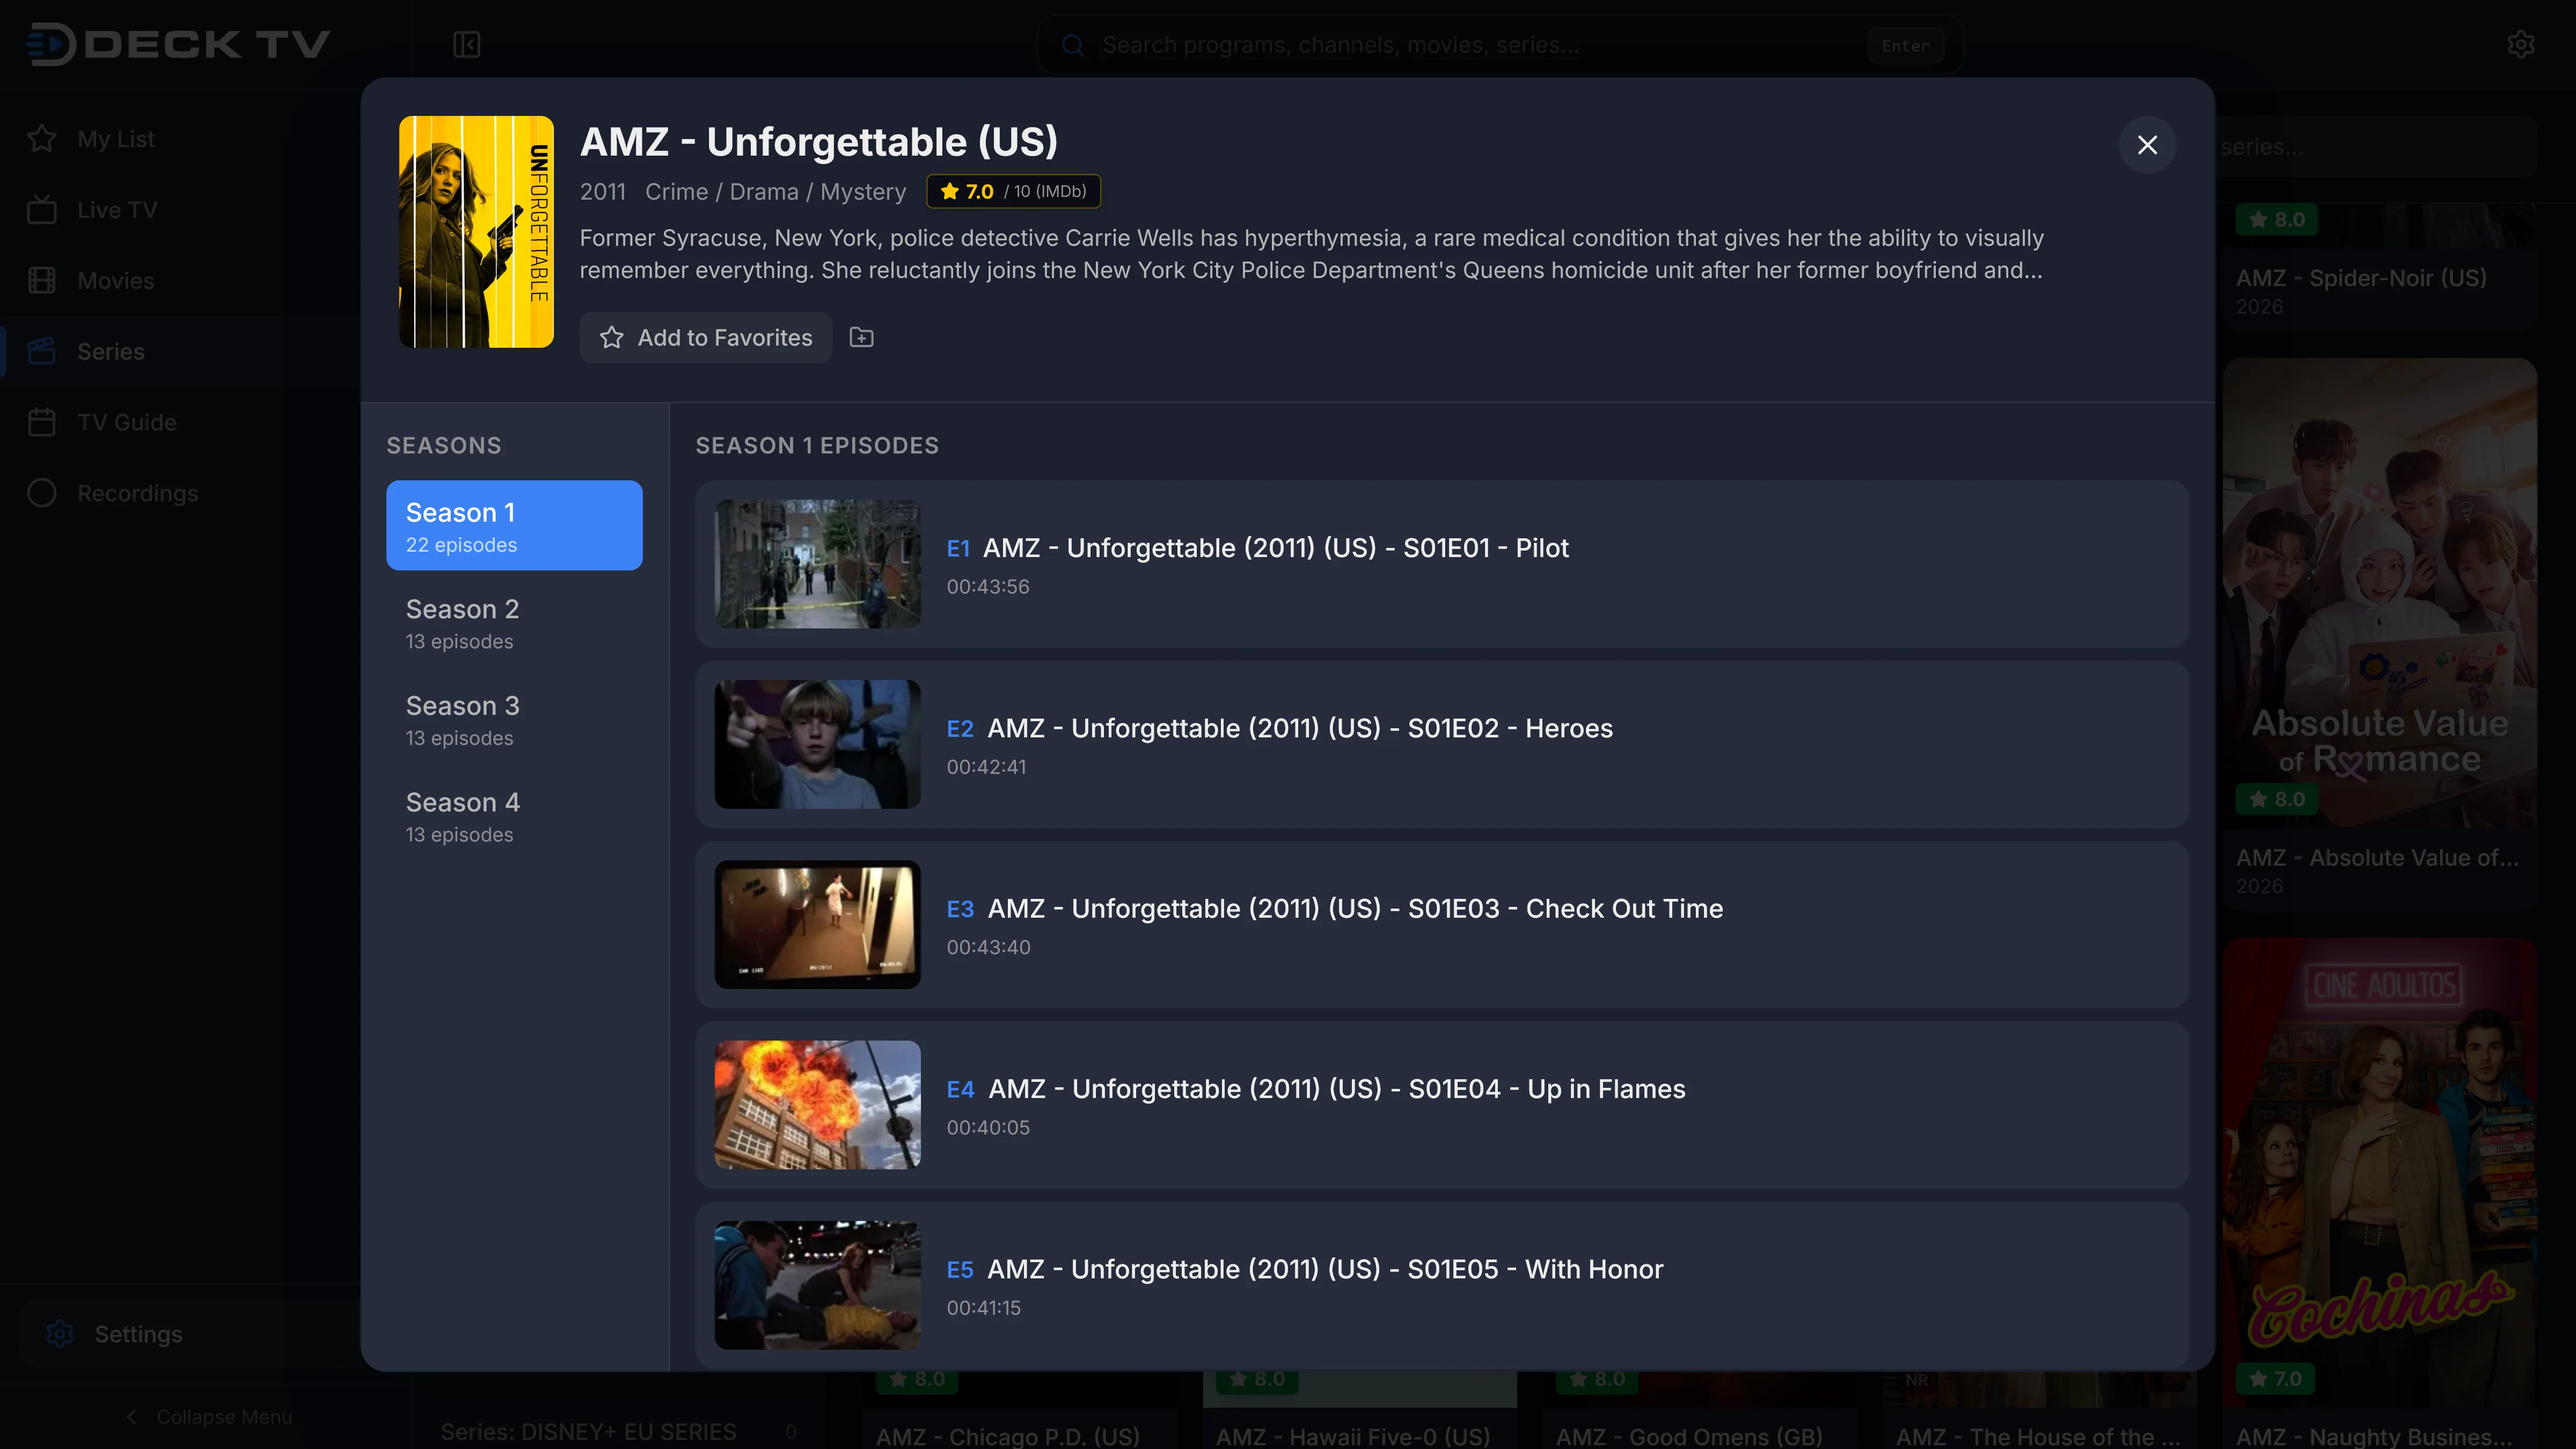 DECK TV
Search programs, channels, movies, series...
Enter
My List
Live TV
Movies
Series
TV Guide
Recordings
Settings
Collapse Menu
UNFORGETTABLE
AMZ - Unforgettable (US)
2011 Crime / Drama / Mystery 7.0 / 10 (IMDb)
Former Syracuse, New York, police detective Carrie Wells has hyperthymesia, a rare medical condition that gives her the ability to visually
remember everything. She reluctantly joins the New York City Police Department's Queens homicide unit after her former boyfriend and...
Add to Favorites
SEASONS
Season 1
22 episodes
Season 2
13 episodes
Season 3
13 episodes
Season 4
13 episodes
SEASON 1 EPISODES
E1 AMZ - Unforgettable (2011) (US) - S01E01 - Pilot
00:43:56
E2 AMZ - Unforgettable (2011) (US) - S01E02 - Heroes
00:42:41
E3 AMZ - Unforgettable (2011) (US) - S01E03 - Check Out Time
00:43:40
E4 AMZ - Unforgettable (2011) (US) - S01E04 - Up in Flames
00:40:05
E5 AMZ - Unforgettable (2011) (US) - S01E05 - With Honor
00:41:15
series...
8.0
AMZ - Spider-Noir (US)
2026
Absolute Value
of Romance
8.0
AMZ - Absolute Value of...
2026
CINE ADULTOS
Cochinas
7.0
AMZ - Naughty Busines...
Series: DISNEY+ EU SERIES 0
8.0
AMZ - Chicago P.D. (US)
8.0
AMZ - Hawaii Five-0 (US)
8.0
AMZ - Good Omens (GB)
NR
AMZ - The House of the ...